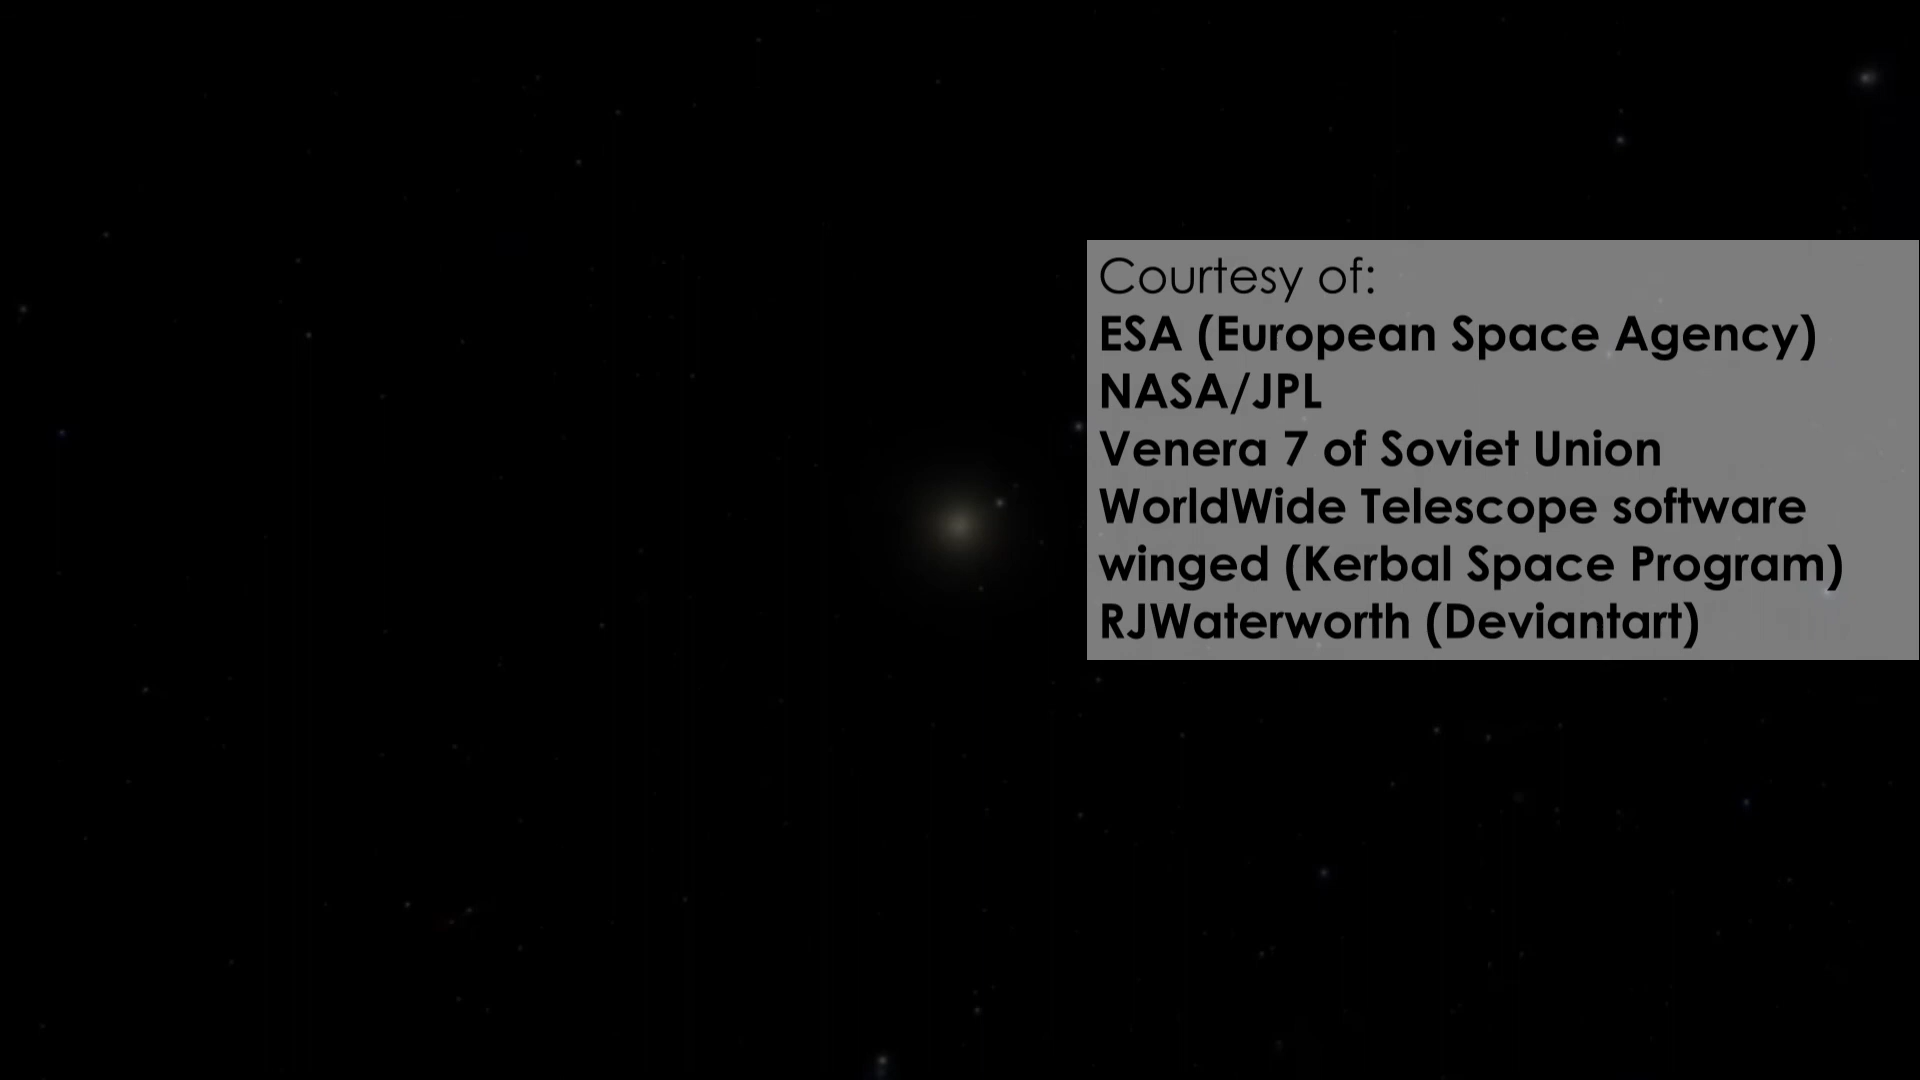 Courtesy of:
ESA (European Space Agency)
NASA/JPL
Venera 7 of Soviet Union
WorldWide Telescope software
winged (Kerbal Space Program)
RJWaterworth (Deviantart)